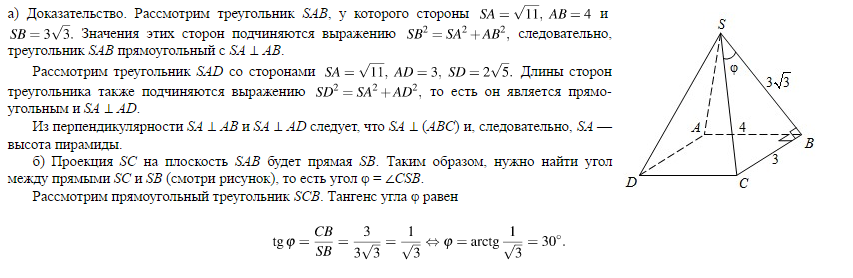 а) Доказательство. Рассмотрим треугольник SAB, у которого стороны SA = √11, AB = 4 и
SB = 3√3. Значения этих сторон подчиняются выражению SB² = SA² + AB², следовательно,
треугольник SAB прямоугольный с SA ⊥ AB.
Рассмотрим треугольник SAD со сторонами SA = √11, AD = 3, SD = 2√5. Длины сторон
треугольника также подчиняются выражению SD² = SA² + AD², то есть он является прямо-
угольным и SA ⊥ AD.
Из перпендикулярности SA ⊥ AB и SA ⊥ AD следует, что SA ⊥ (ABC) и, следовательно, SA —
высота пирамиды.
б) Проекция SC на плоскость SAB будет прямая SB. Таким образом, нужно найти угол
между прямыми SC и SB (смотри рисунок), то есть угол φ = ∠CSB.
Рассмотрим прямоугольный треугольник SCB. Тангенс угла φ равен
tg φ = CB/SB = 3/(3√3) = 1/√3 ⇔ φ = arctg 1/√3 = 30°.
S
φ
3√3
A
4
B
3
D
C